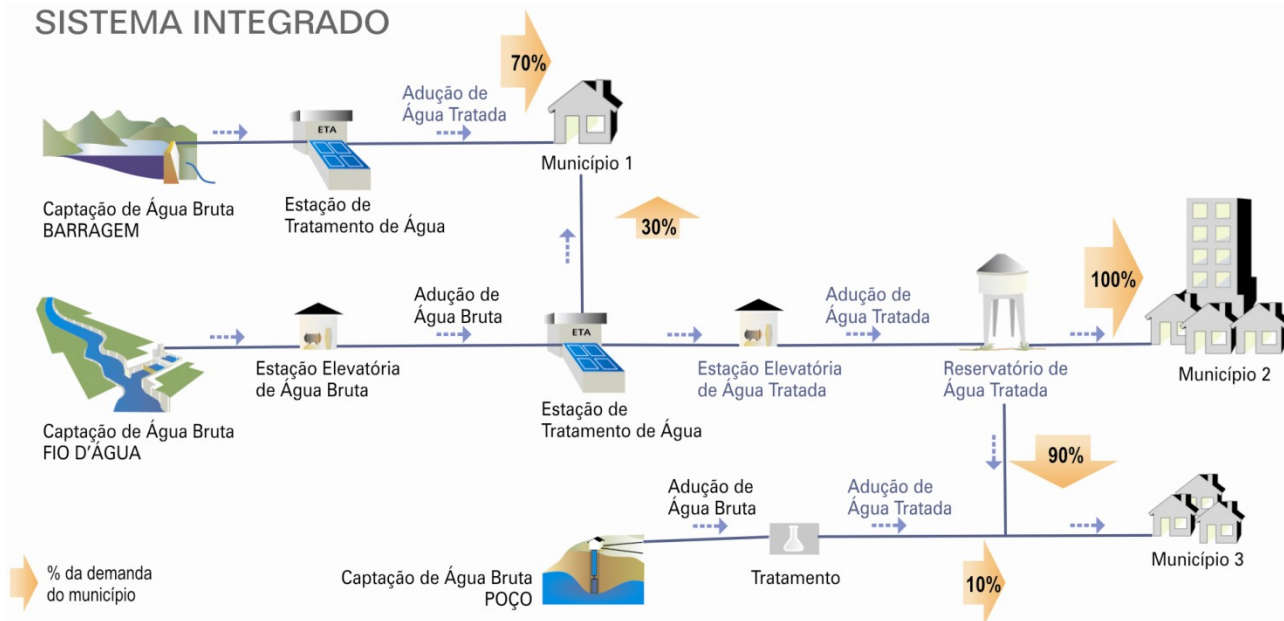 SISTEMA INTEGRADO
70%
Adução de
Água Tratada
ETA
Município 1
Captação de Água Bruta
BARRAGEM
Estação de
Tratamento de Água
30%
100%
Adução de
Água Bruta
Adução de
Água Tratada
ETA
Estação Elevatória
de Água Bruta
Estação Elevatória
de Água Tratada
Reservatório de
Água Tratada
Município 2
Captação de Água Bruta
FIO D'ÁGUA
Estação de
Tratamento de Água
90%
Adução de
Água Bruta
Adução de
Água Tratada
Município 3
Captação de Água Bruta
POÇO
Tratamento
10%
% da demanda
do município